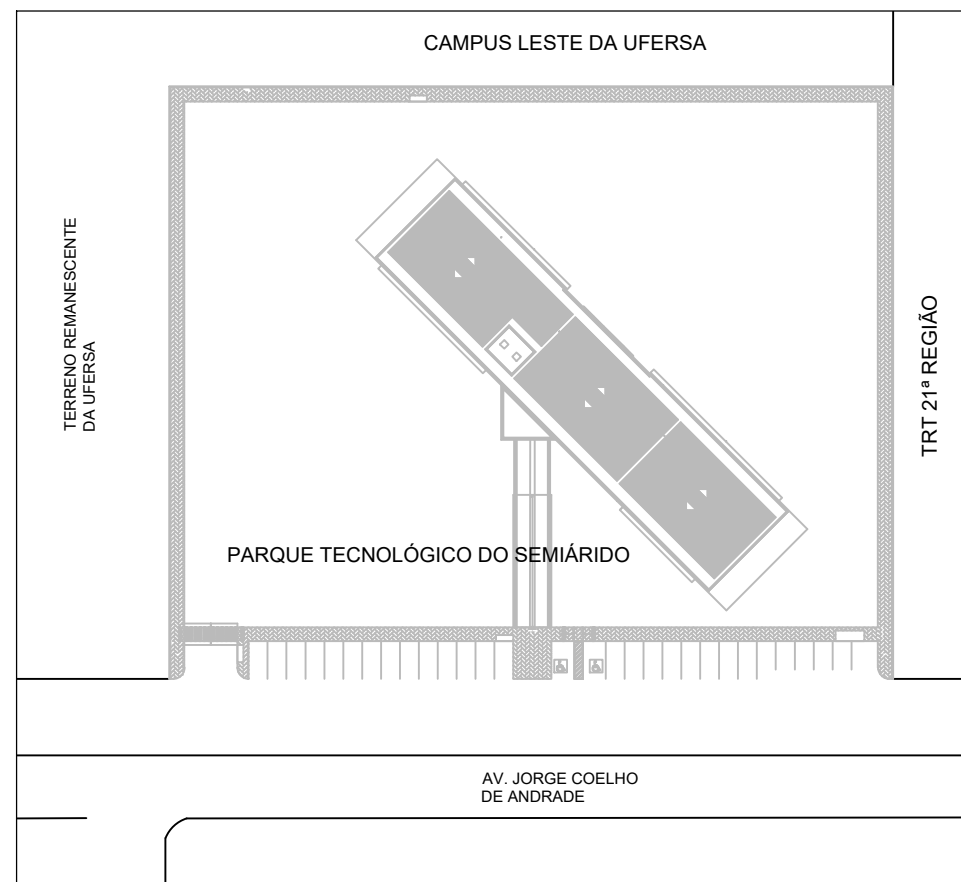 CAMPUS LESTE DA UFERSA
TERRENO REMANESCENTE
DA UFERSA
TRT 21ª REGIÃO
PARQUE TECNOLÓGICO DO SEMIÁRIDO
AV. JORGE COELHO
DE ANDRADE